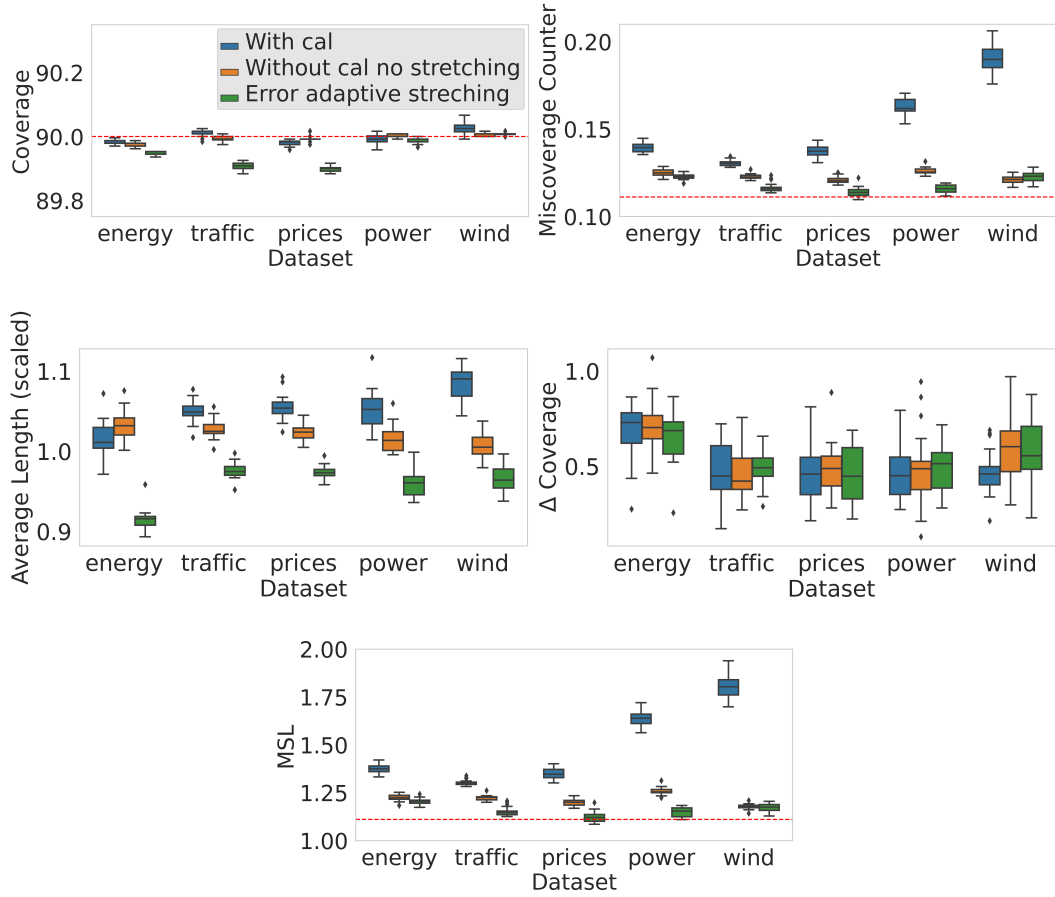 Coverage
90.2
90.0
89.8
With cal
Without cal no stretching
Error adaptive streching
energy traffic prices power wind
Dataset
Miscoverage Counter
0.20
0.15
0.10
energy traffic prices power wind
Dataset
Average Length (scaled)
1.1
1.0
0.9
energy traffic prices power wind
Dataset
Δ Coverage
1.0
0.5
energy traffic prices power wind
Dataset
MSL
2.00
1.75
1.50
1.25
1.00
energy traffic prices power wind
Dataset